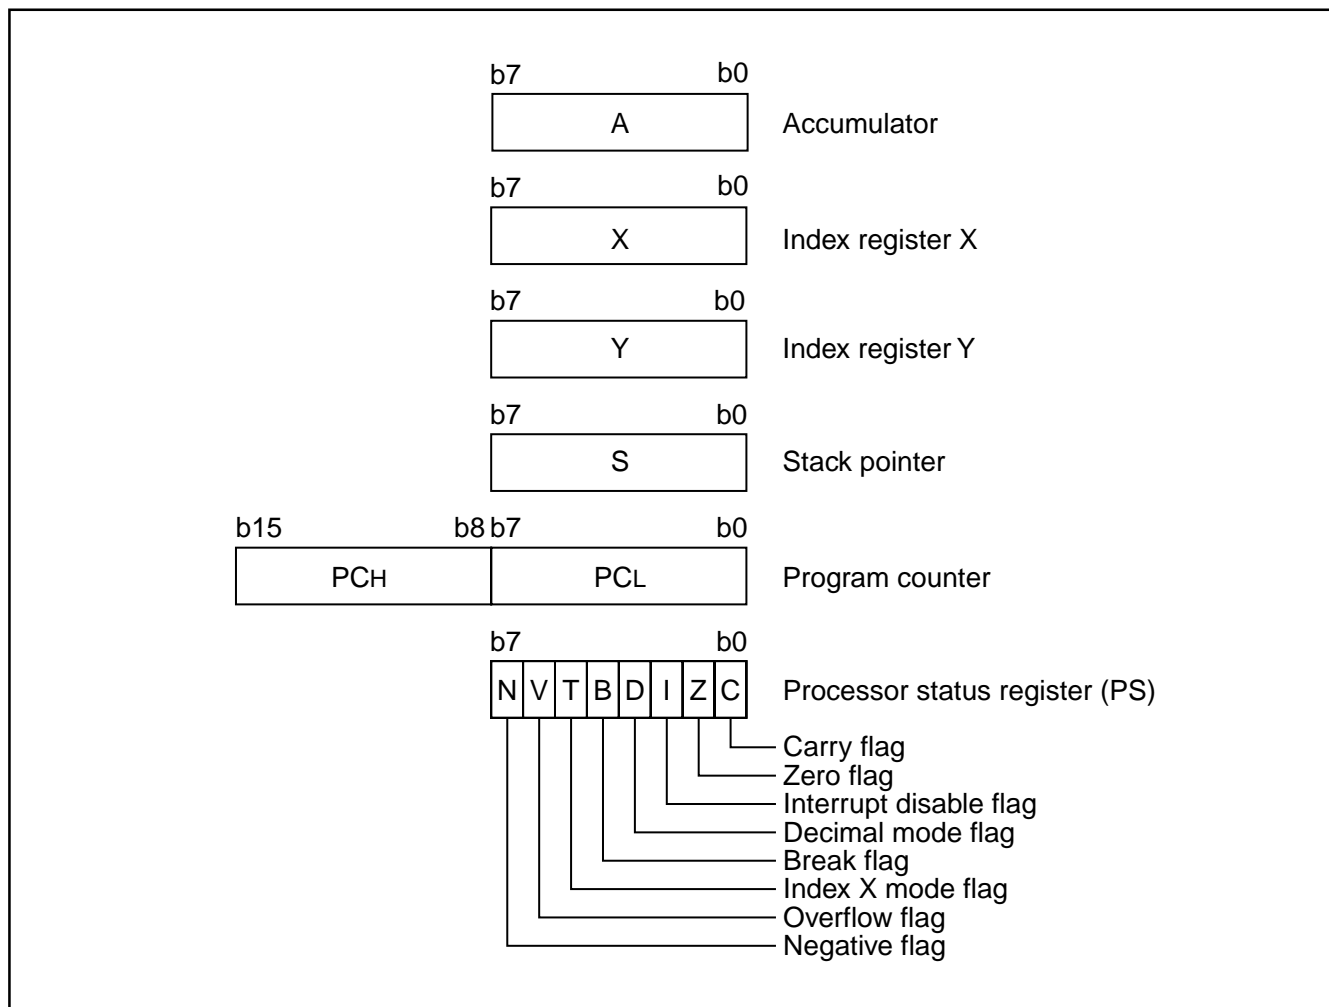 b7 b0
A Accumulator
b7 b0
X Index register X
b7 b0
Y Index register Y
b7 b0
S Stack pointer
b15 b8 b7 b0
PCH PCL Program counter
b7 b0
N V T B D I Z C Processor status register (PS)
Carry flag
Zero flag
Interrupt disable flag
Decimal mode flag
Break flag
Index X mode flag
Overflow flag
Negative flag